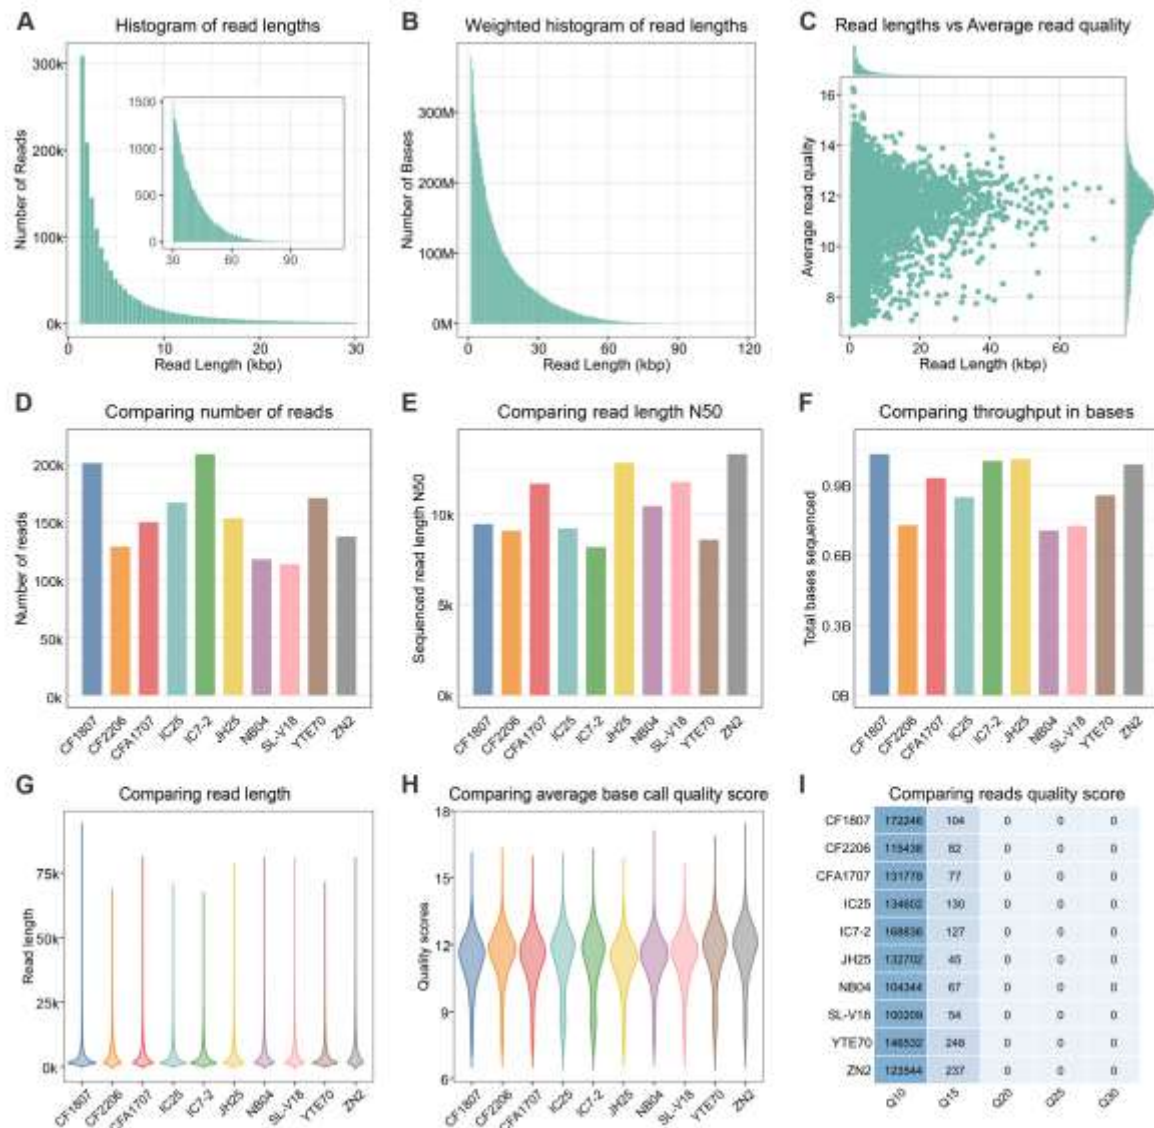 A Histogram of read lengths
Number of Reads
300k
200k
100k
0k
0 10 20 30
Read Length (kbp)
1500
1000
500
0
30 60 90
B Weighted histogram of read lengths
Number of Bases
300M
200M
100M
0M
0 30 60 90 120
Read Length (kbp)
C Read lengths vs Average read quality
Average read quality
16
14
12
10
8
0 20 40 60
Read Length (kbp)
D Comparing number of reads
Number of reads
200k
150k
100k
50k
0k
CF1807 CF2206 CFA1707 IC25 IC7-2 JH25 NB04 SL-V18 YTE70 ZN2
E Comparing read length N50
Sequenced read length N50
10k
5k
0k
CF1807 CF2206 CFA1707 IC25 IC7-2 JH25 NB04 SL-V18 YTE70 ZN2
F Comparing throughput in bases
Total bases sequenced
0.9B
0.6B
0.3B
0B
CF1807 CF2206 CFA1707 IC25 IC7-2 JH25 NB04 SL-V18 YTE70 ZN2
G Comparing read length
Read length
75k
50k
25k
0k
CF1807 CF2206 CFA1707 IC25 IC7-2 JH25 NB04 SL-V18 YTE70 ZN2
H Comparing average base call quality score
Quality scores
18
15
12
9
6
CF1807 CF2206 CFA1707 IC25 IC7-2 JH25 NB04 SL-V18 YTE70 ZN2
I Comparing reads quality score
CF1807 172246 104 0 0 0
CF2206 115436 82 0 0 0
CFA1707 131778 77 0 0 0
IC25 134602 130 0 0 0
IC7-2 168836 127 0 0 0
JH25 132702 45 0 0 0
NB04 104344 67 0 0 0
SL-V18 100209 54 0 0 0
YTE70 146532 248 0 0 0
ZN2 123544 237 0 0 0
Q10 Q15 Q20 Q25 Q30